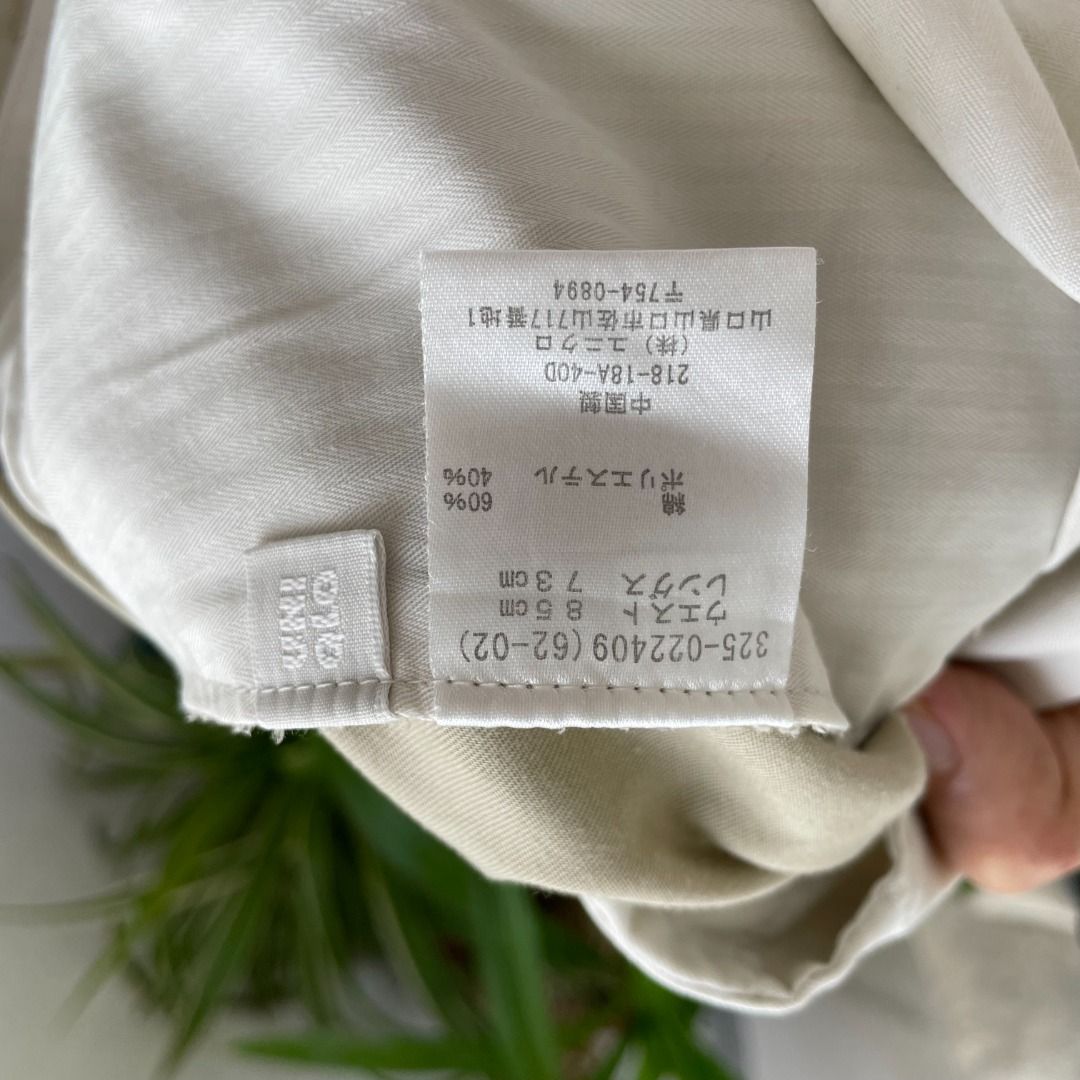 325-022409(62-02)
ウエスト 85cm
レングス 73cm
綿 60%
ポリエステル 40%
中国製
218-18A-40D
(株)ユニクロ
山口県山口市佐山717番地1
〒754-0894